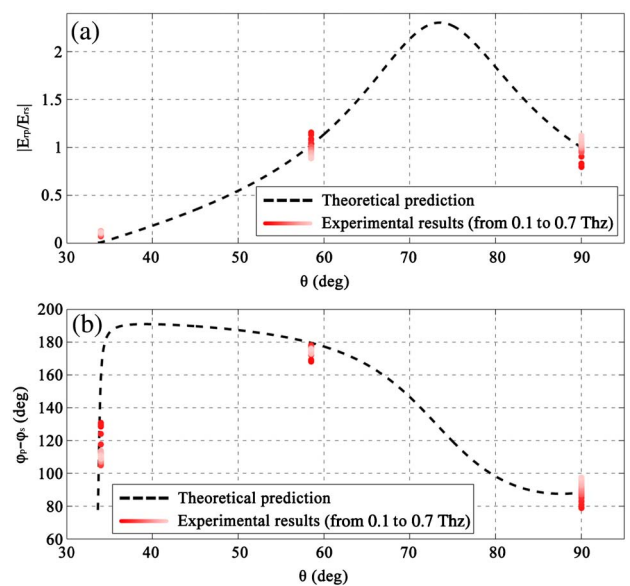 (a)
2
1.5
1
0.5
0
|Erp/Ers|
Theoretical prediction
Experimental results (from 0.1 to 0.7 Thz)
30 40 50 60 70 80 90
θ (deg)
(b)
200
180
160
140
120
100
80
60
φp−φs (deg)
Theoretical prediction
Experimental results (from 0.1 to 0.7 Thz)
30 40 50 60 70 80 90
θ (deg)